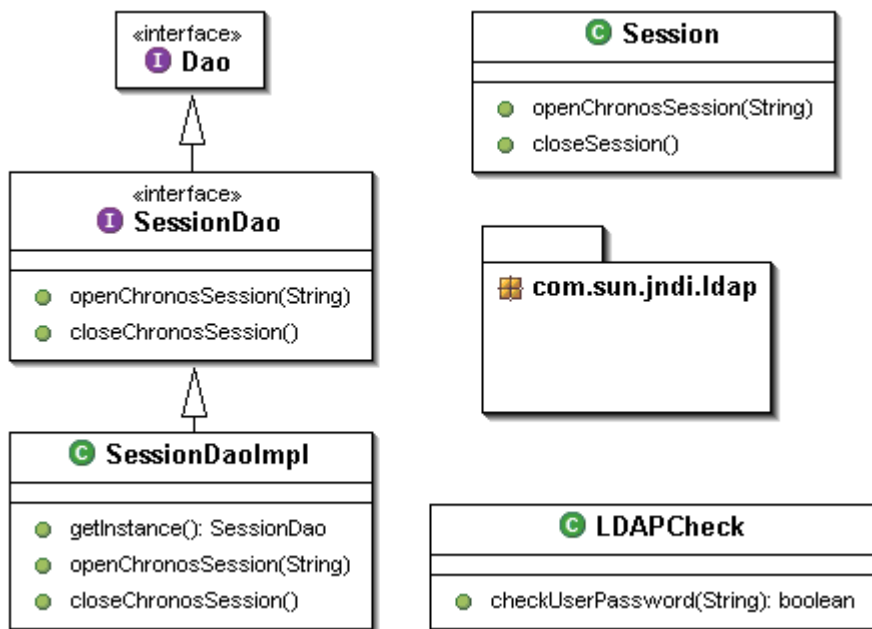 «interface»
I Dao
«interface»
I SessionDao
openChronosSession(String)
closeChronosSession()
C SessionDaoImpl
getInstance(): SessionDao
openChronosSession(String)
closeChronosSession()
C Session
openChronosSession(String)
closeSession()
com.sun.jndi.ldap
C LDAPCheck
checkUserPassword(String): boolean